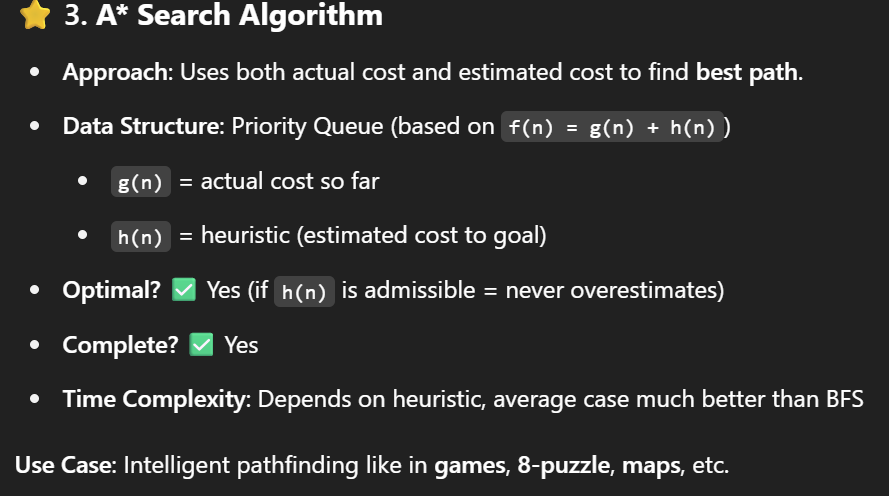 ⭐ 3. A* Search Algorithm
• Approach: Uses both actual cost and estimated cost to find best path.
• Data Structure: Priority Queue (based on f(n) = g(n) + h(n))
• g(n) = actual cost so far
• h(n) = heuristic (estimated cost to goal)
• Optimal? ✅ Yes (if h(n) is admissible = never overestimates)
• Complete? ✅ Yes
• Time Complexity: Depends on heuristic, average case much better than BFS
Use Case: Intelligent pathfinding like in games, 8-puzzle, maps, etc.